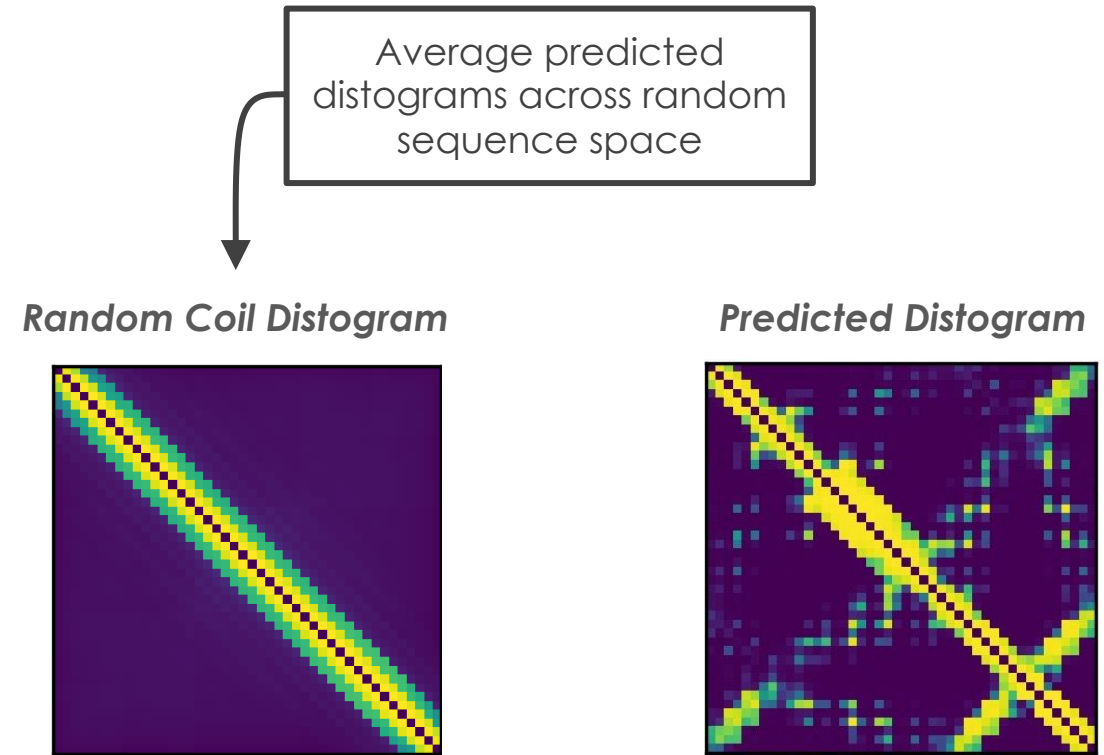 Average predicted
distograms across random
sequence space
Random Coil Distogram
Predicted Distogram